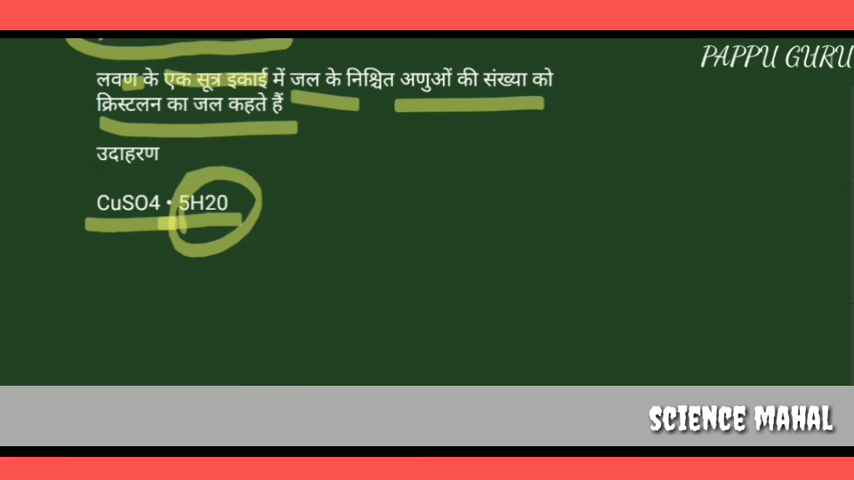 PAPPU GURU
लवण के एक सूत्र इकाई में जल के निश्चित अणुओं की संख्या को
क्रिस्टलन का जल कहते हैं
उदाहरण
CuSO4 • 5H20
SCIENCE MAHAL